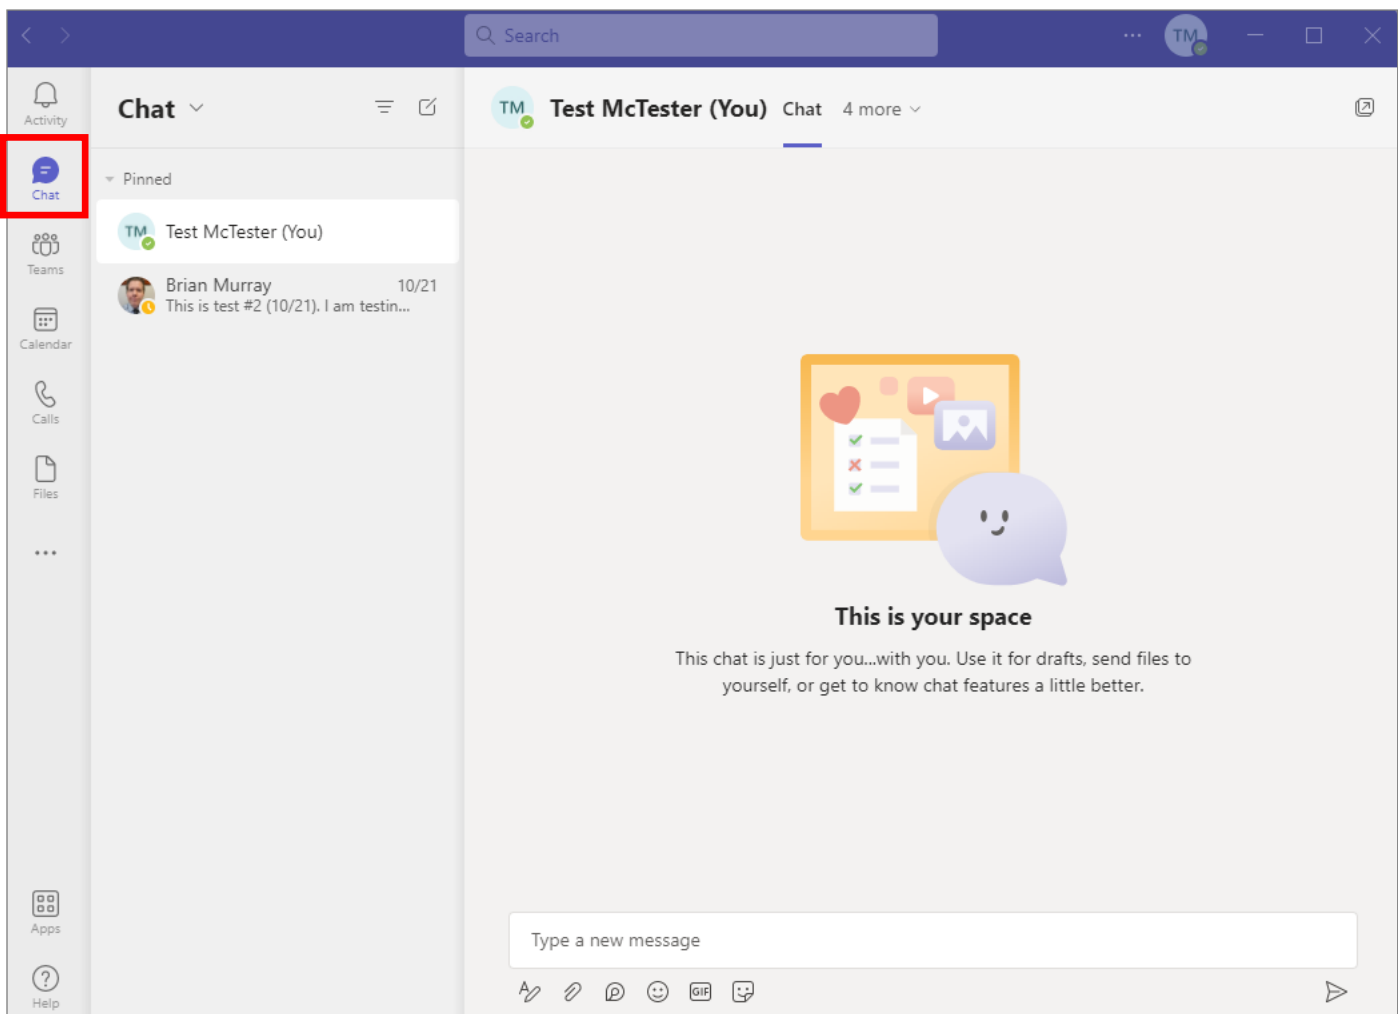 Search
TM
Activity
Chat
Teams
Calendar
Calls
Files
Apps
Help
Chat
Pinned
TM
Test McTester (You)
Brian Murray
10/21
This is test #2 (10/21). I am testin...
TM
Test McTester (You)
Chat
4 more
This is your space
This chat is just for you...with you. Use it for drafts, send files to
yourself, or get to know chat features a little better.
Type a new message
GIF